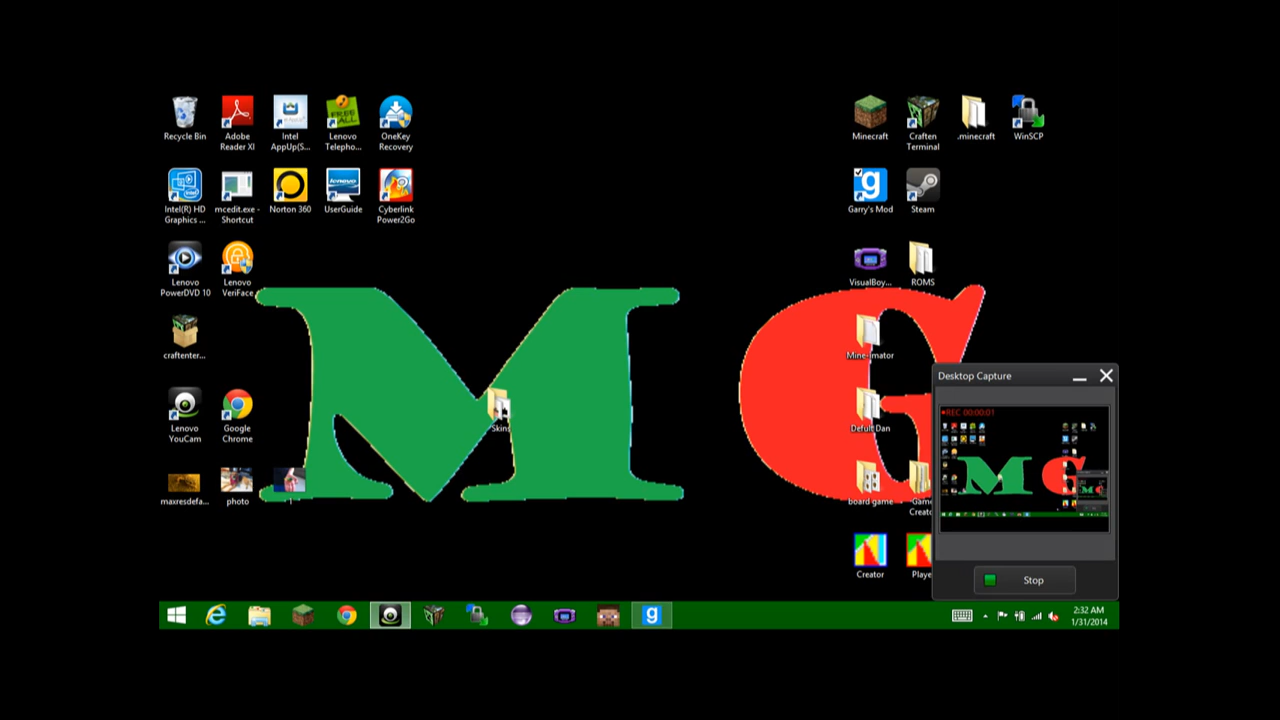 Recycle Bin
Adobe
Reader XI
Intel
AppUp(S...
Lenovo
Telepho...
OneKey
Recovery
Minecraft
Craften
Terminal
.minecraft
WinSCP
Intel(R) HD
Graphics ...
mcedit.exe -
Shortcut
Norton 360
UserGuide
Cyberlink
Power2Go
Garry's Mod
Steam
Lenovo
PowerDVD 10
Lenovo
VeriFace
VisualBoy...
ROMS
craftenter...
Mine-imator
M G
Lenovo
YouCam
Google
Chrome
Skins
Defult Dan
maxresdefa...
photo
board game
Game
Creato
Creator
Playe
Desktop Capture
REC 00:00:01
Stop
2:32 AM
1/31/2014